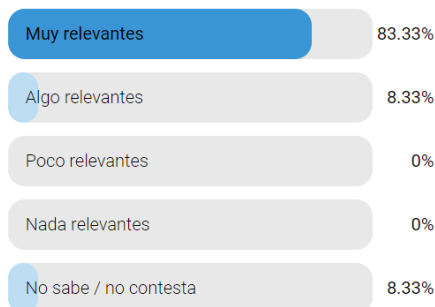 Muy relevantes 83.33%
Algo relevantes 8.33%
Poco relevantes 0%
Nada relevantes 0%
No sabe / no contesta 8.33%